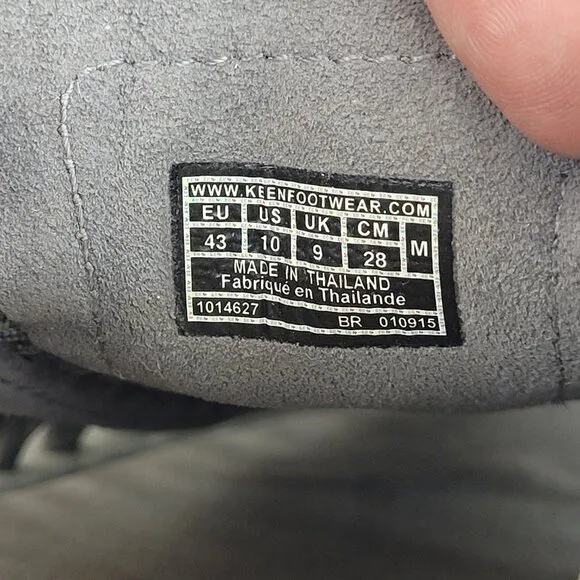 WWW.KEENFOOTWEAR.COM
EU US UK CM M
43 10 9 28
MADE IN THAILAND
Fabriqué en Thailande
1014627 BR 010915